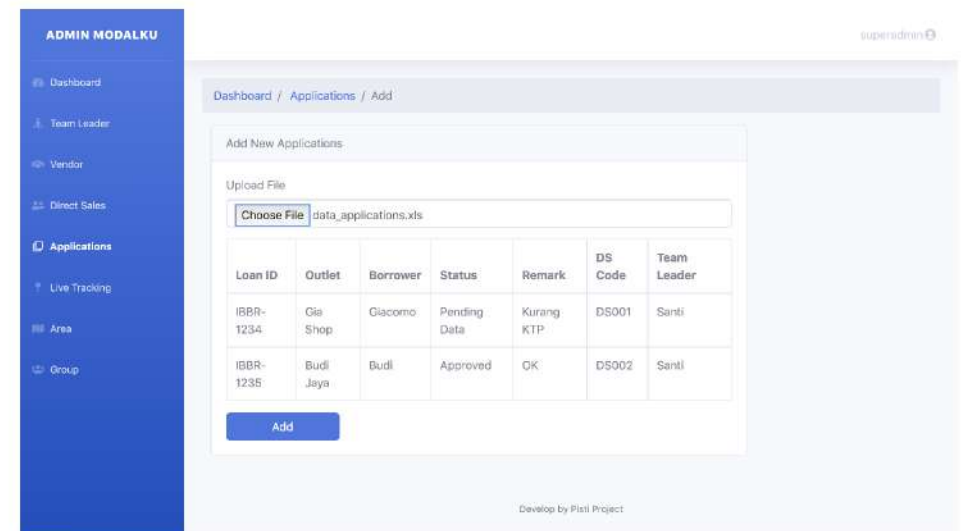 ADMIN MODALKU
superadmin
Dashboard
Team Leader
Vendor
Direct Sales
Applications
Live Tracking
Area
Group
Dashboard / Applications / Add
Add New Applications
Upload File
Choose File data_applications.xls
Loan ID Outlet Borrower Status Remark DS Code Team Leader
IBBR-1234 Gia Shop Giacomo Pending Data Kurang KTP DS001 Santi
IBBR-1235 Budi Jaya Budi Approved OK DS002 Santi
Add
Develop by Pisti Project